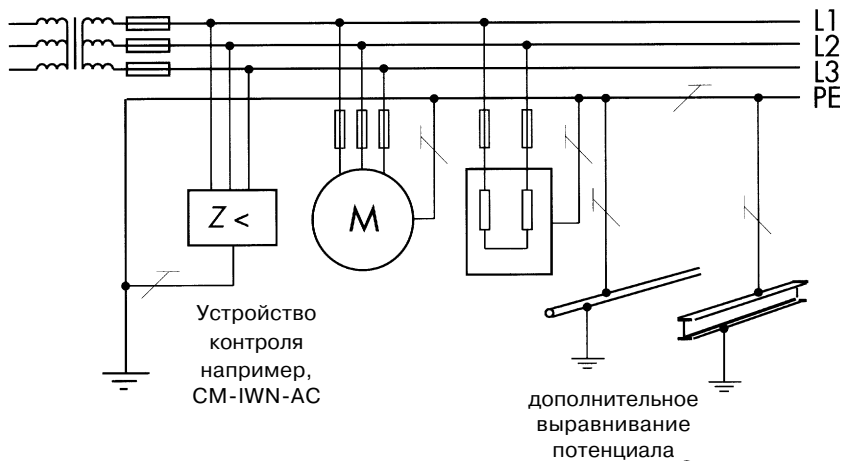 L1
L2
L3
PE
Z <
M
Устройство
контроля
например,
CM-IWN-AC
дополнительное
выравнивание
потенциала